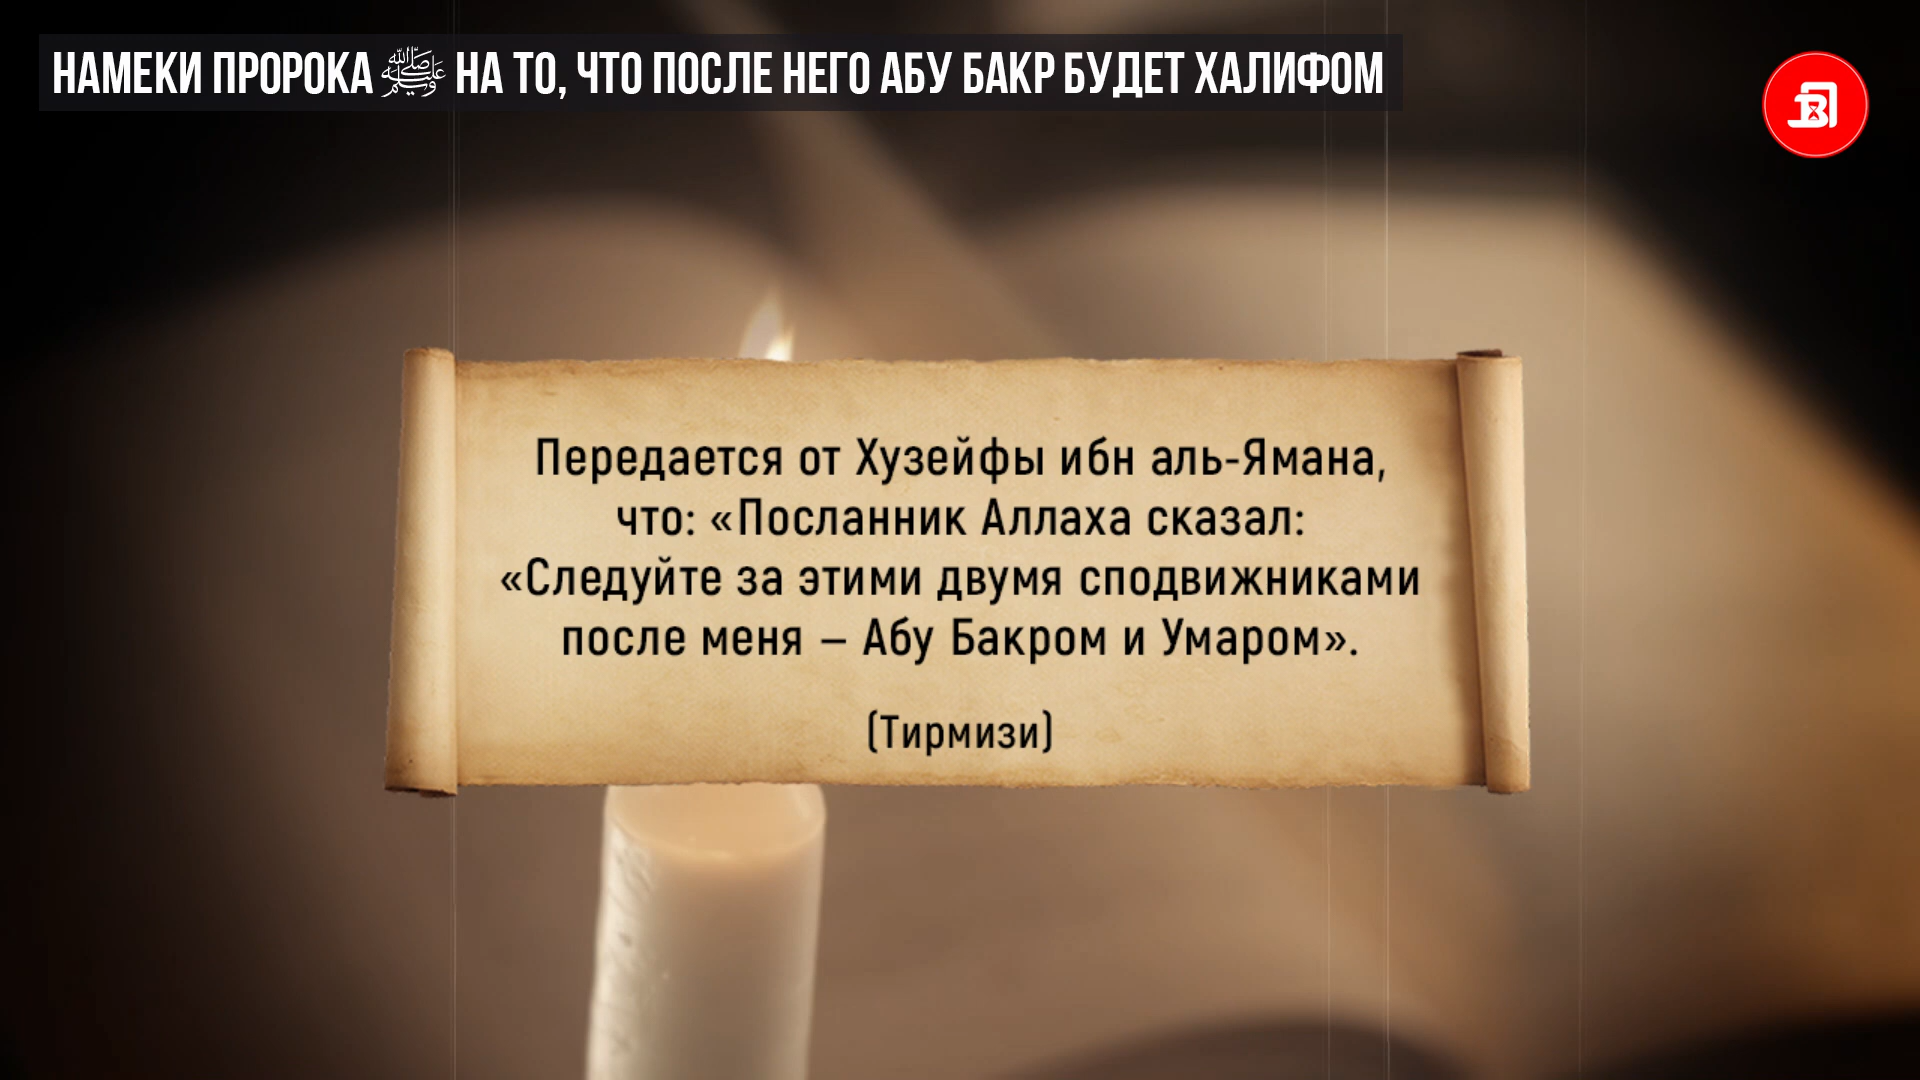 НАМЕКИ ПРОРОКА ﷺ НА ТО, ЧТО ПОСЛЕ НЕГО АБУ БАКР БУДЕТ ХАЛИФОМ
Передается от Хузейфы ибн аль-Ямана,
что: «Посланник Аллаха сказал:
«Следуйте за этими двумя сподвижниками
после меня – Абу Бакром и Умаром».
(Тирмизи)